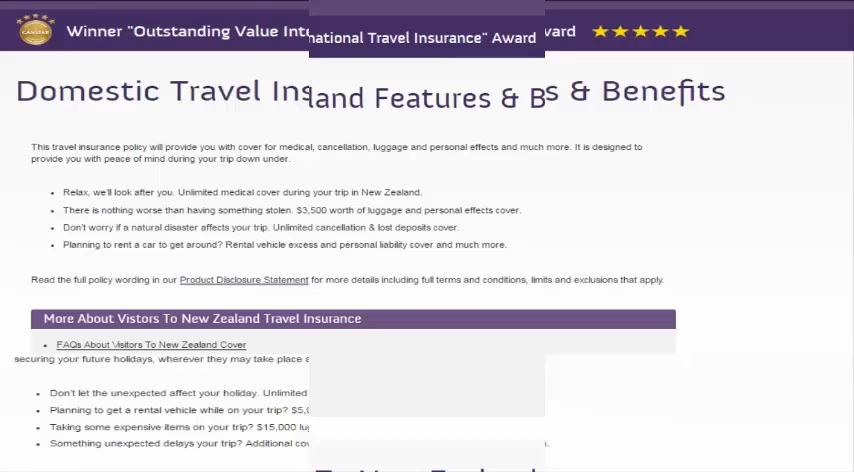 CANSTAR
Winner "Outstanding Value Inte
national Travel Insurance" Award
ward
Domestic Travel Ins
land Features & B
s & Benefits
This travel insurance policy will provide you with cover for medical, cancellation, luggage and personal effects and much more. It is designed to
provide you with peace of mind during your trip down under.
• Relax, we'll look after you. Unlimited medical cover during your trip in New Zealand.
• There is nothing worse than having something stolen. $3,500 worth of luggage and personal effects cover.
• Don't worry if a natural disaster affects your trip. Unlimited cancellation & lost deposits cover.
• Planning to rent a car to get around? Rental vehicle excess and personal liability cover and much more.
Read the full policy wording in our Product Disclosure Statement for more details including full terms and conditions, limits and exclusions that apply.
More About Vistors To New Zealand Travel Insurance
• FAQs About Visitors To New Zealand Cover
securing your future holidays, wherever they may take place a
• Don't let the unexpected affect your holiday. Unlimited
• Planning to get a rental vehicle while on your trip? $5,0
• Taking some expensive items on your trip? $15,000 lug
• Something unexpected delays your trip? Additional cov
n.